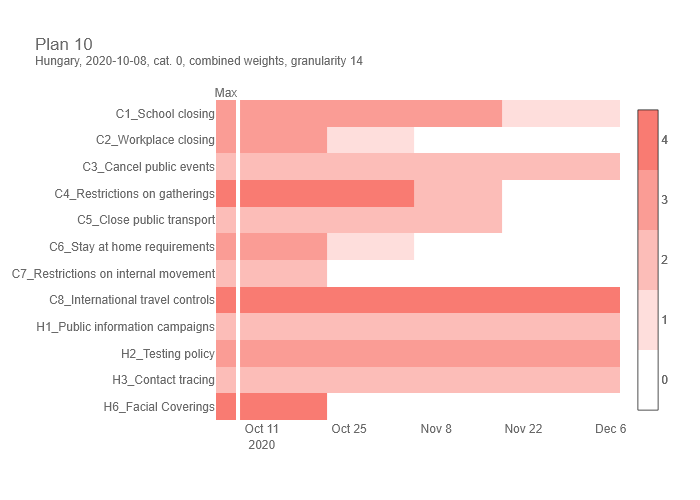 Plan 10
Hungary, 2020-10-08, cat. 0, combined weights, granularity 14
Max
C1_School closing
C2_Workplace closing
C3_Cancel public events
C4_Restrictions on gatherings
C5_Close public transport
C6_Stay at home requirements
C7_Restrictions on internal movement
C8_International travel controls
H1_Public information campaigns
H2_Testing policy
H3_Contact tracing
H6_Facial Coverings
Oct 11 Oct 25 Nov 8 Nov 22 Dec 6
2020
4
3
2
1
0